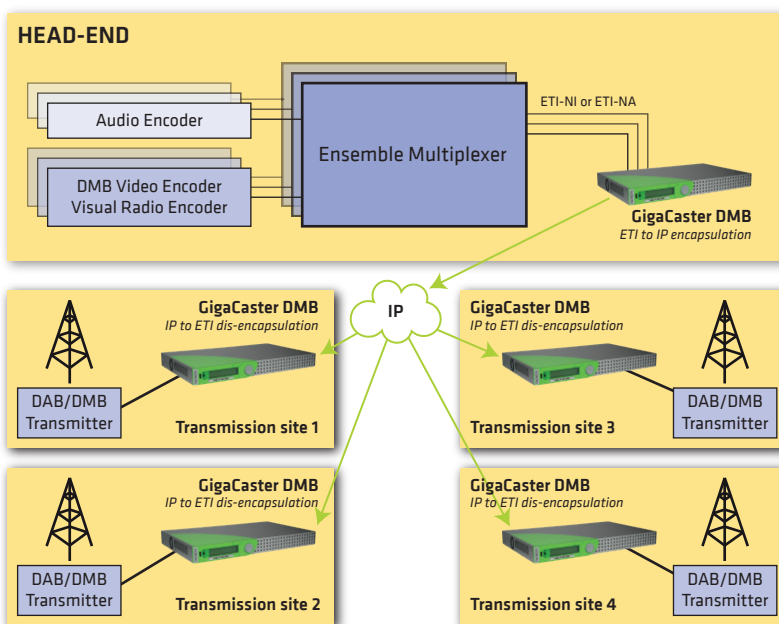 HEAD-END
Audio Encoder
DMB Video Encoder
Visual Radio Encoder
Ensemble Multiplexer
ETI-NI or ETI-NA
GigaCaster DMB
ETI to IP encapsulation
IP
GigaCaster DMB
IP to ETI dis-encapsulation
DAB/DMB
Transmitter
Transmission site 1
GigaCaster DMB
IP to ETI dis-encapsulation
DAB/DMB
Transmitter
Transmission site 3
GigaCaster DMB
IP to ETI dis-encapsulation
DAB/DMB
Transmitter
Transmission site 2
GigaCaster DMB
IP to ETI dis-encapsulation
DAB/DMB
Transmitter
Transmission site 4